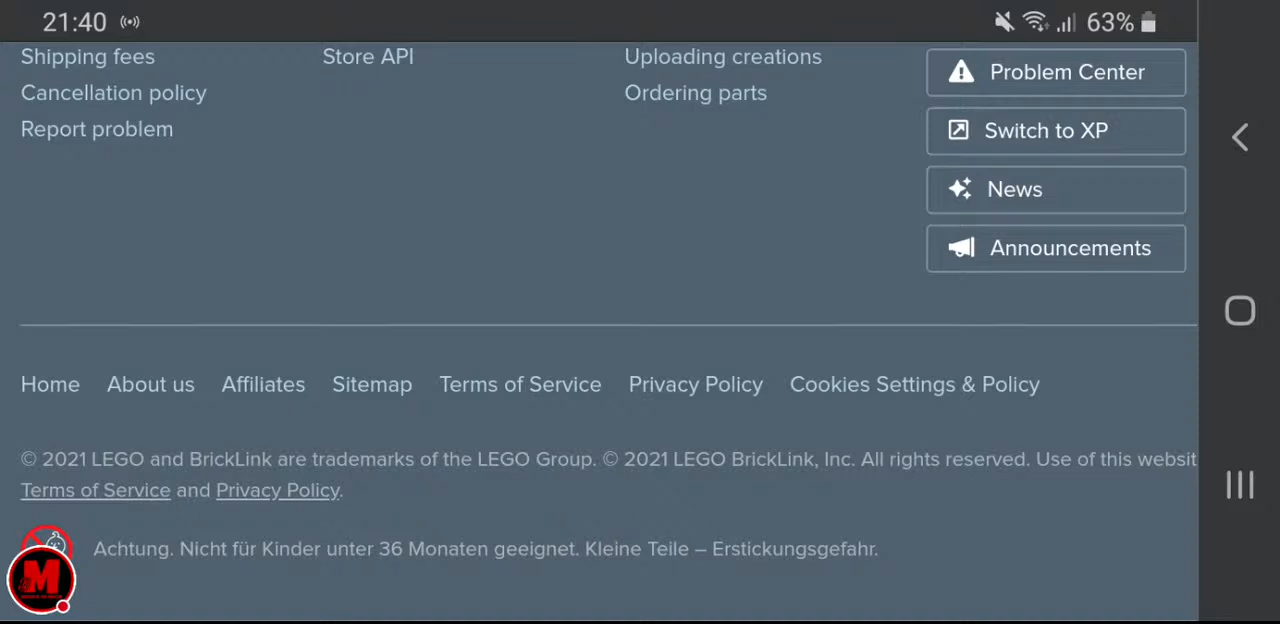 21:40 63%
Shipping fees Store API Uploading creations
Cancellation policy Ordering parts
Report problem
Problem Center
Switch to XP
News
Announcements
Home About us Affiliates Sitemap Terms of Service Privacy Policy Cookies Settings & Policy
© 2021 LEGO and BrickLink are trademarks of the LEGO Group. © 2021 LEGO BrickLink, Inc. All rights reserved. Use of this websit
Terms of Service and Privacy Policy.
Achtung. Nicht für Kinder unter 36 Monaten geeignet. Kleine Teile – Erstickungsgefahr.
M